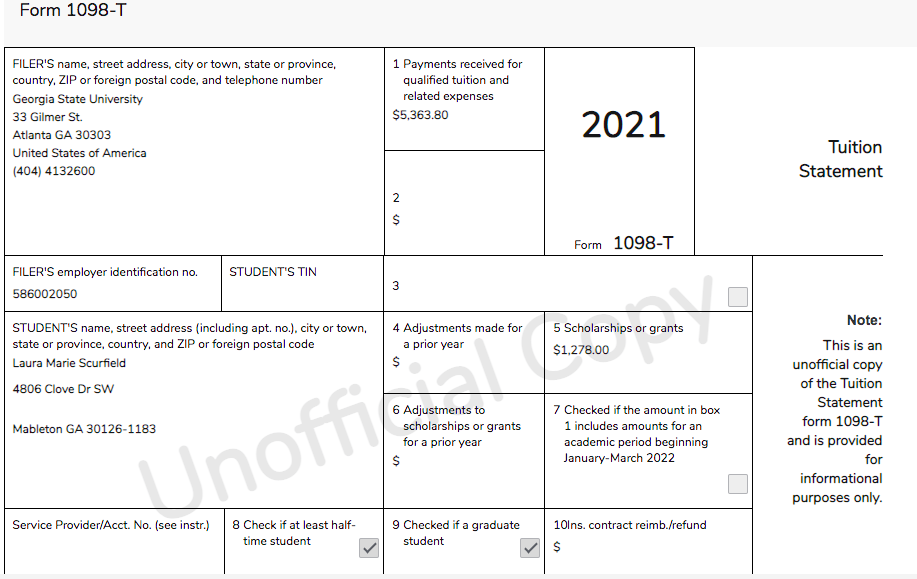 Form 1098-T
FILER'S name, street address, city or town, state or province,
country, ZIP or foreign postal code, and telephone number
Georgia State University
33 Gilmer St.
Atlanta GA 30303
United States of America
(404) 4132600
1 Payments received for
qualified tuition and
related expenses
$5,363.80
2
$
2021
Form 1098-T
Tuition
Statement
FILER'S employer identification no.
586002050
STUDENT'S TIN
3
STUDENT'S name, street address (including apt. no.), city or town,
state or province, country, and ZIP or foreign postal code
Laura Marie Scurfield
4806 Clove Dr SW
Mableton GA 30126-1183
4 Adjustments made for
a prior year
$
5 Scholarships or grants
$1,278.00
6 Adjustments to
scholarships or grants
for a prior year
$
7 Checked if the amount in box
1 includes amounts for an
academic period beginning
January-March 2022
Note:
This is an
unofficial copy
of the Tuition
Statement
form 1098-T
and is provided
for
informational
purposes only.
Service Provider/Acct. No. (see instr.)
8 Check if at least half-
time student
9 Checked if a graduate
student
10Ins. contract reimb./refund
$
Unofficial Copy